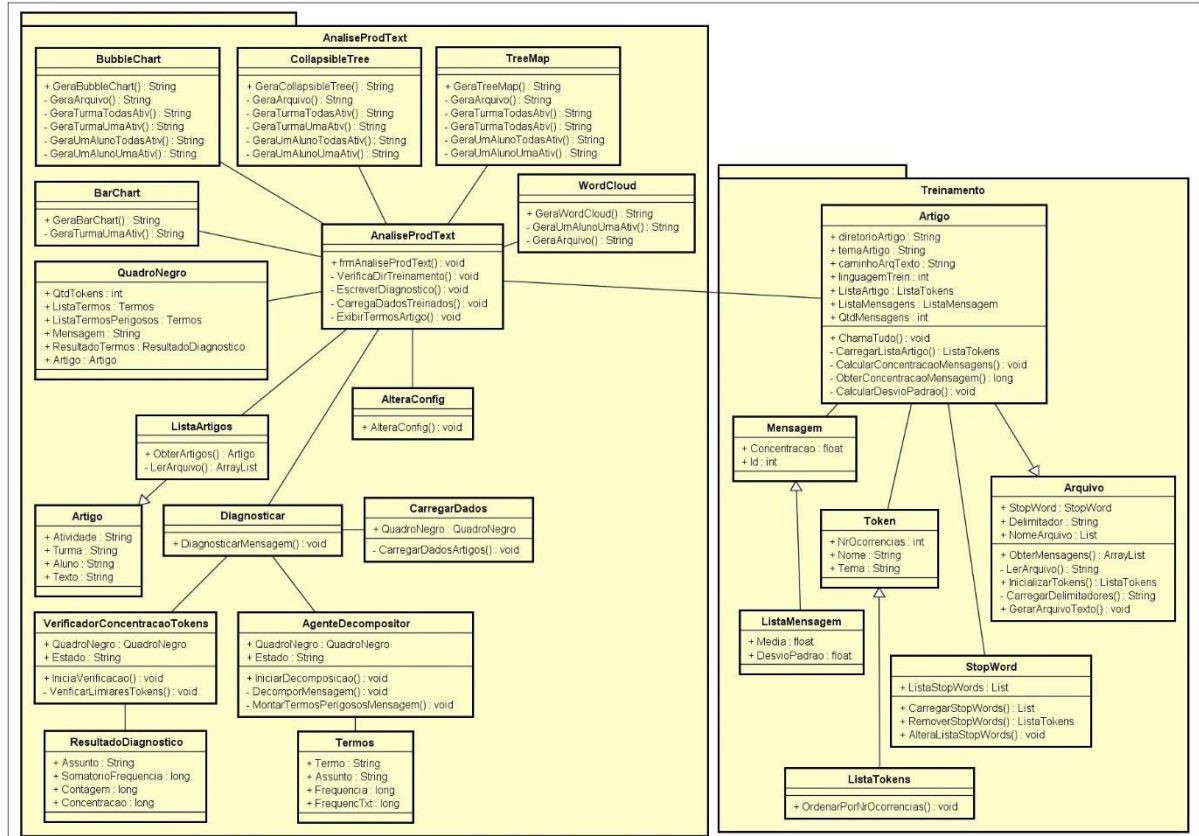 AnaliseProdText
BubbleChart
+ GeraBubbleChart() : String
- GeraArquivo() : String
- GeraTurmaTodasAtiv() : String
- GeraTurmaUmaAtiv() : String
- GeraUmAlunoTodasAtiv() : String
- GeraUmAlunoUmaAtiv() : String
CollapsibleTree
+ GeraCollapsibleTree() : String
- GeraArquivo() : String
- GeraTurmaTodasAtiv() : String
- GeraTurmaUmaAtiv() : String
- GeraUmAlunoTodasAtiv() : String
- GeraUmAlunoUmaAtiv() : String
TreeMap
+ GeraTreeMap() : String
- GeraArquivo() : String
- GeraTurmaTodasAtiv() : String
- GeraTurmaTodasAtiv() : String
- GeraUmAlunoTodasAtiv() : String
- GeraUmAlunoUmaAtiv() : String
BarChart
+ GeraBarChart() : String
- GeraTurmaUmaAtiv() : String
AnaliseProdText
+ frmAnaliseProdText() : void
- VerificaDirTreinamento() : void
- EscreverDiagnostico() : void
- CarregaDadosTreinados() : void
- ExibirTermosArtigo() : void
WordCloud
+ GeraWordCloud() : String
- GeraUmAlunoUmaAtiv() : String
- GeraArquivo() : String
QuadroNegro
+ QtdTokens : int
+ ListaTermos : Termos
+ ListaTermosPerigosos : Termos
+ Mensagem : String
+ ResultadoTermos : ResultadoDiagnostico
+ Artigo : Artigo
AlteraConfig
+ AlteraConfig() : void
ListaArtigos
+ ObterArtigos() : Artigo
- LerArquivo() : ArrayList
Artigo
+ Atividade : String
+ Turma : String
+ Aluno : String
+ Texto : String
Diagnosticar
+ DiagnosticarMensagem() : void
CarregarDados
+ QuadroNegro : QuadroNegro
- CarregarDadosArtigos() : void
VerificadorConcentracaoTokens
+ QuadroNegro : QuadroNegro
+ Estado : String
+ IniciaVerificacao() : void
- VerificarLimiaresTokens() : void
AgenteDecompositor
+ QuadroNegro : QuadroNegro
+ Estado : String
+ IniciarDecomposicao() : void
- DecomporMensagem() : void
- MontarTermosPerigososMensagem() : void
ResultadoDiagnostico
+ Assunto : String
+ SomatorioFrequencia : long
+ Contagem : long
+ Concentracao : long
Termos
+ Termo : String
+ Assunto : String
+ Frequencia : long
+ FrequencTxt : long
Treinamento
Artigo
+ diretorioArtigo : String
+ temaArtigo : String
+ caminhoArqTexto : String
+ linguagemTrein : int
+ ListaArtigo : ListaTokens
+ ListaMensagens : ListaMensagem
+ QtdMensagens : int
+ ChamaTudo() : void
- CarregarListaArtigo() : ListaTokens
- CalcularConcentracaoMensagens() : void
- ObterConcentracaoMensagem() : long
- CalcularDesvioPadrao() : void
Mensagem
+ Concentracao : float
+ Id : int
Token
+ NrOcorrencias : int
+ Nome : String
+ Tema : String
Arquivo
+ StopWord : StopWord
+ Delimitador : String
+ NomeArquivo : List
+ ObterMensagens() : ArrayList
- LerArquivo() : String
+ InicializarTokens() : ListaTokens
- CarregarDelimitadores() : String
+ GerarArquivoTexto() : void
ListaMensagem
+ Media : float
+ DesvioPadrao : float
StopWord
+ ListaStopWords : List
+ CarregarStopWords() : List
+ RemoverStopWords() : ListaTokens
+ AlteraListaStopWords() : void
ListaTokens
+ OrdenarPorNrOcorrencias() : void